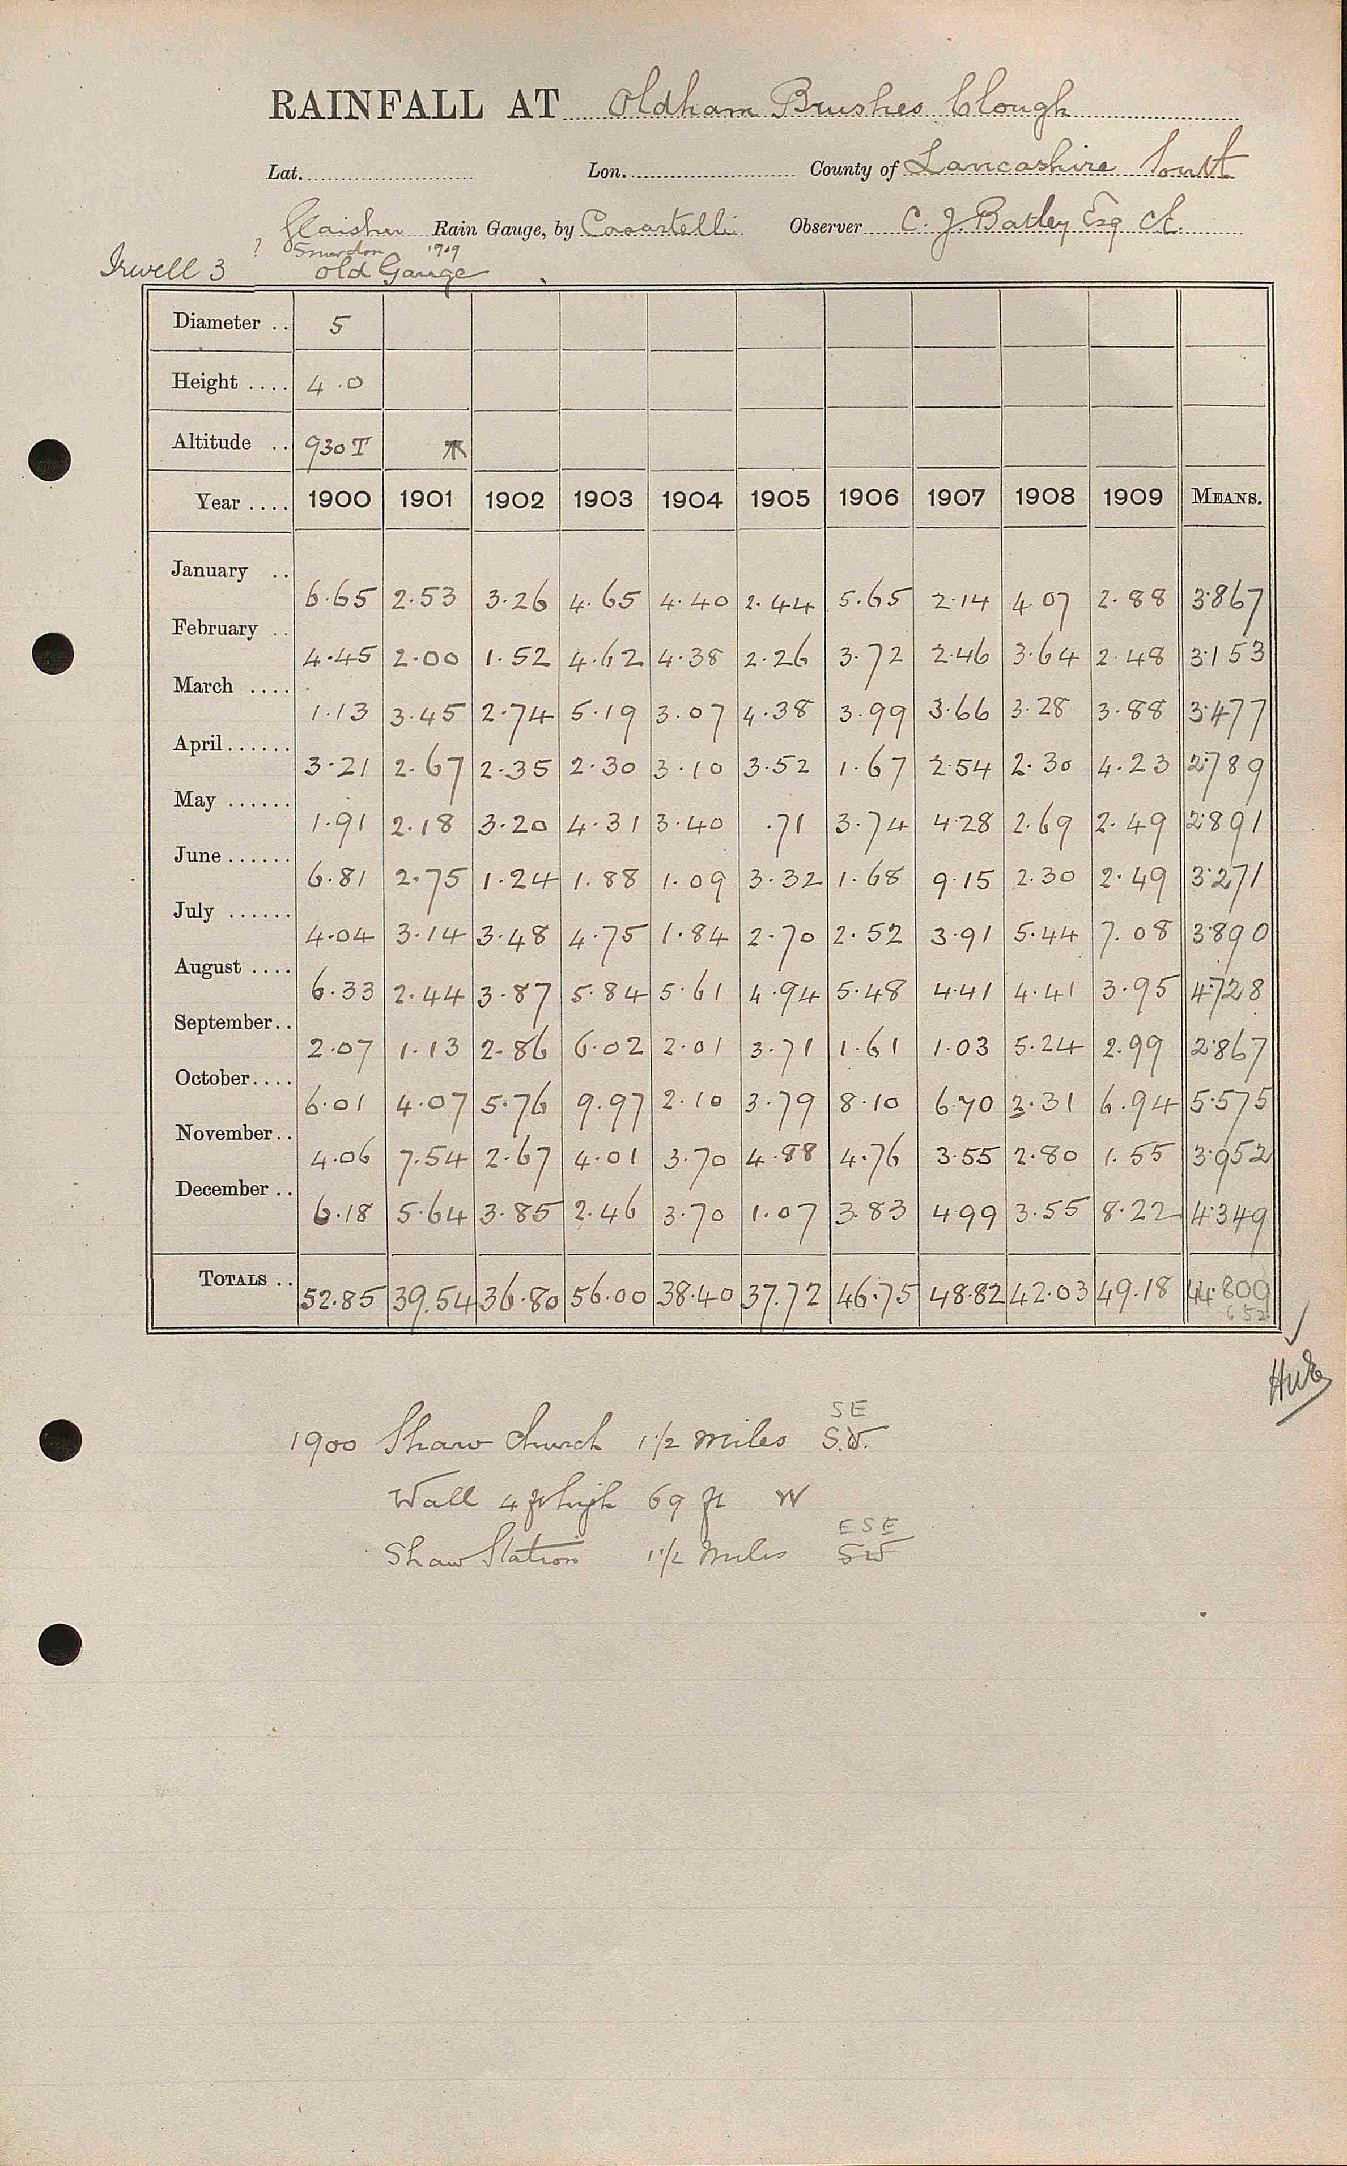 RAINFALL AT Oldham Brushes Clough
Lat. Lon. County of Lancashire South
Glaisher Rain Gauge, by Casartelli Observer C. J. Batley Esq CE.
? 1909
Irwell 3 old Gauge
Diameter .. 5
Height .... 4.0
Altitude .. 930 T
Year .... 1900 1901 1902 1903 1904 1905 1906 1907 1908 1909 MEANS.
January .. 6.65 2.53 3.26 4.65 4.40 2.44 5.65 2.14 4.07 2.88 3.867
February .. 4.45 2.00 1.52 4.62 4.38 2.26 3.72 2.46 3.64 2.48 3.153
March .... 1.13 3.45 2.74 5.19 3.07 4.38 3.99 3.66 3.28 3.88 3.477
April...... 3.21 2.67 2.35 2.30 3.10 3.52 1.67 2.54 2.30 4.23 2.789
May ...... 1.91 2.18 3.20 4.31 3.40 .71 3.74 4.28 2.69 2.49 2.891
June...... 6.81 2.75 1.24 1.88 1.09 3.32 1.68 9.15 2.30 2.49 3.271
July ...... 4.04 3.14 3.48 4.75 1.84 2.70 2.52 3.91 5.44 7.08 3.890
August .... 6.33 2.44 3.87 5.84 5.61 4.94 5.48 4.41 4.41 3.95 4.728
September.. 2.07 1.13 2.86 6.02 2.01 3.71 1.61 1.03 5.24 2.99 2.867
October.... 6.01 4.07 5.76 9.97 2.10 3.79 8.10 6.70 2.31 6.94 5.575
November.. 4.06 7.54 2.67 4.01 3.70 4.88 4.76 3.55 2.80 1.55 3.952
December .. 6.18 5.64 3.85 2.46 3.70 1.07 3.83 4.99 3.55 8.22 4.349
TOTALS .. 52.85 39.54 36.80 56.00 38.40 37.72 46.75 48.82 42.03 49.18 44.809
SE
1900 Shaw Church 1 1/2 miles S.W.
Wall 4 ft high 69 ft W
ESE
Shaw Station 1 1/2 Miles SW